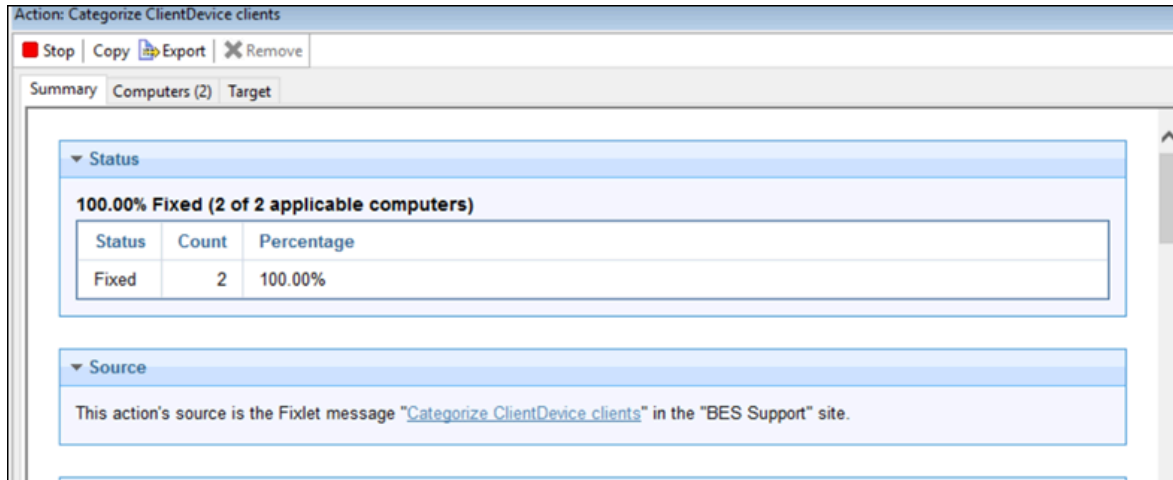 Action: Categorize ClientDevice clients
Stop Copy Export Remove
Summary Computers (2) Target
Status
100.00% Fixed (2 of 2 applicable computers)
Status Count Percentage
Fixed 2 100.00%
Source
This action's source is the Fixlet message "Categorize ClientDevice clients" in the "BES Support" site.